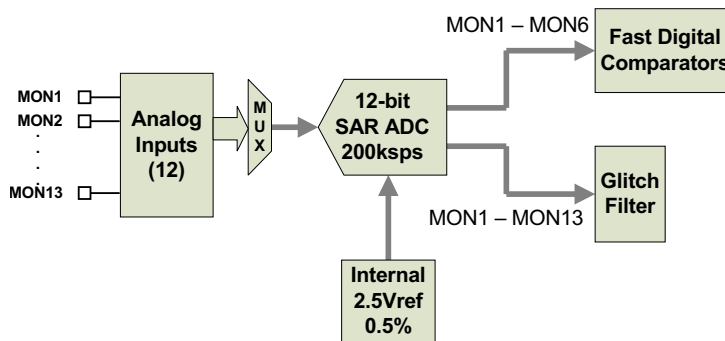 MON1 – MON6
Fast Digital
Comparators
MON1
MON2
.
.
.
.
MON13
Analog
Inputs
(12)
MUX
12-bit
SAR ADC
200ksps
MON1 – MON13
Glitch
Filter
Internal
2.5Vref
0.5%